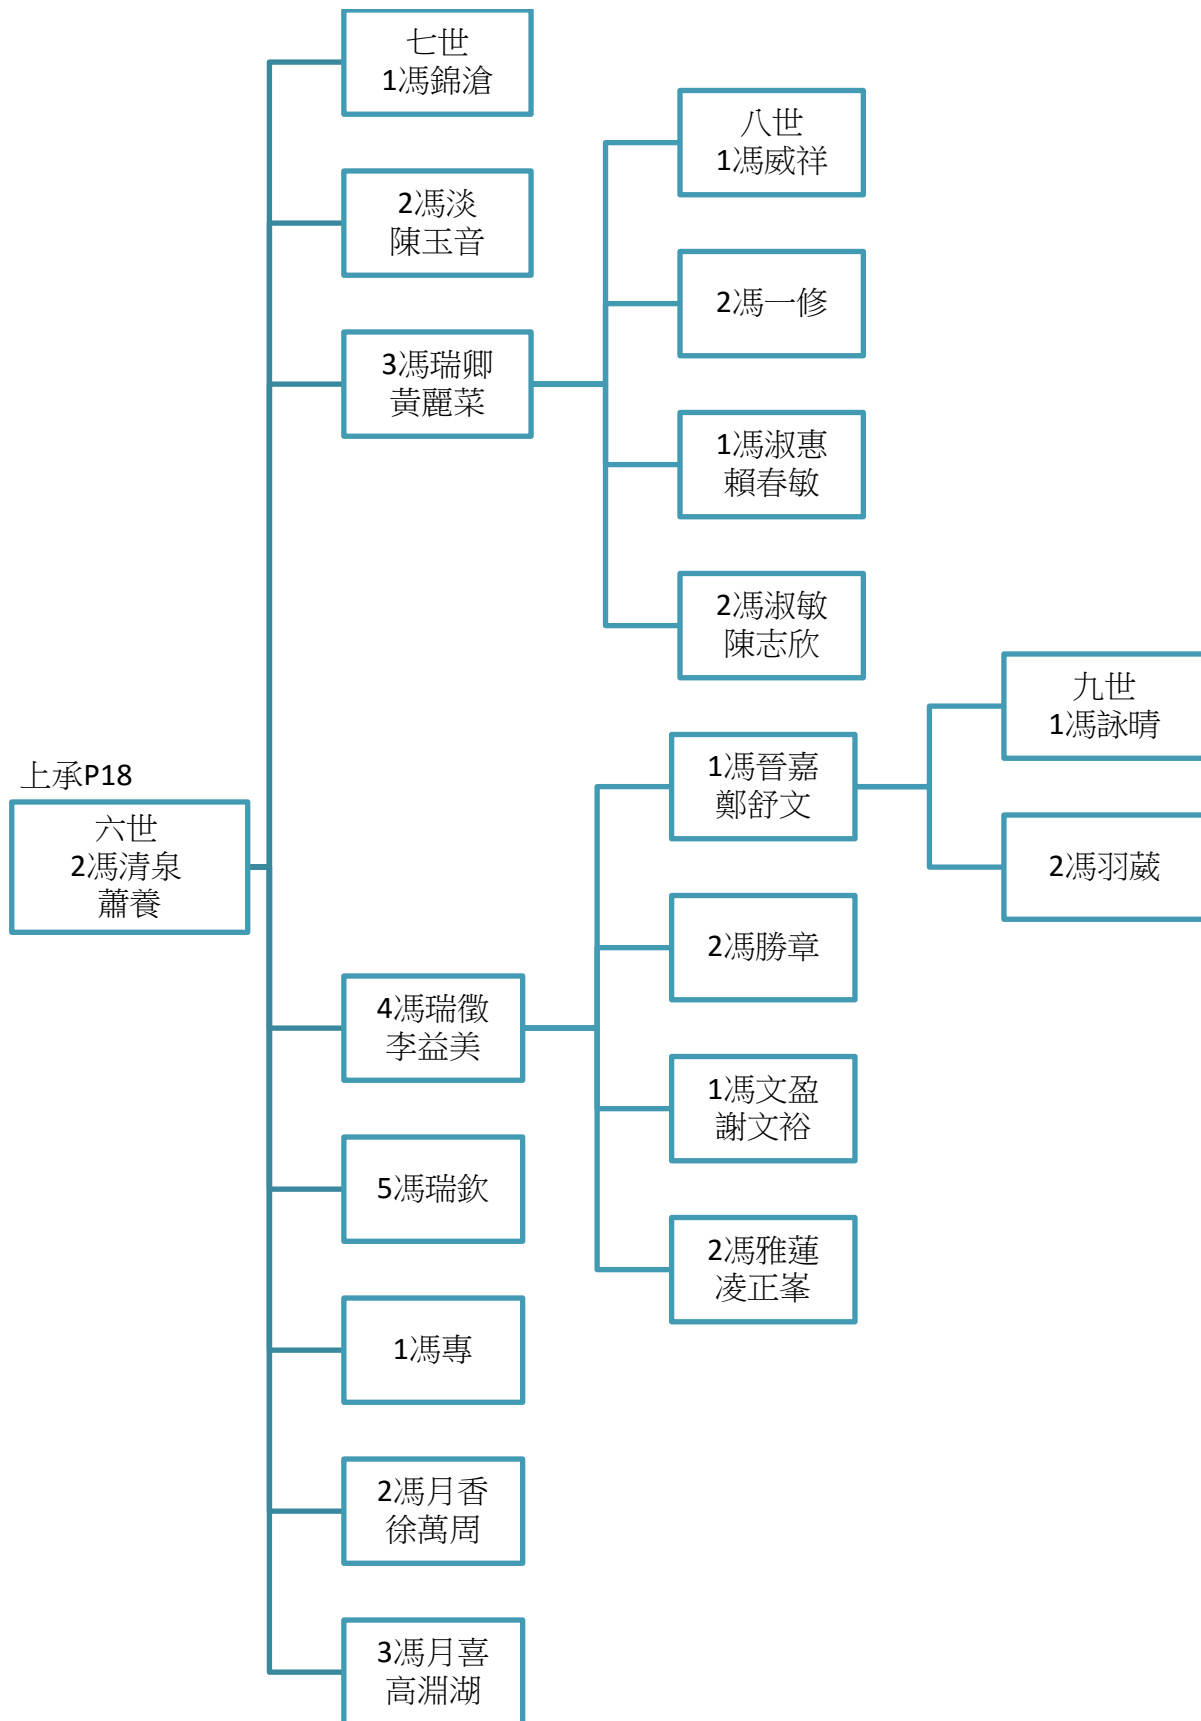 上承P18
六世
2馮清泉
蕭養
七世
1馮錦滄
2馮淡
陳玉音
3馮瑞卿
黃麗菜
八世
1馮威祥
2馮一修
1馮淑惠
賴春敏
2馮淑敏
陳志欣
4馮瑞徵
李益美
1馮晉嘉
鄭舒文
九世
1馮詠晴
2馮羽葳
2馮勝章
1馮文盈
謝文裕
2馮雅蓮
凌正峯
5馮瑞欽
1馮專
2馮月香
徐萬周
3馮月喜
高淵湖